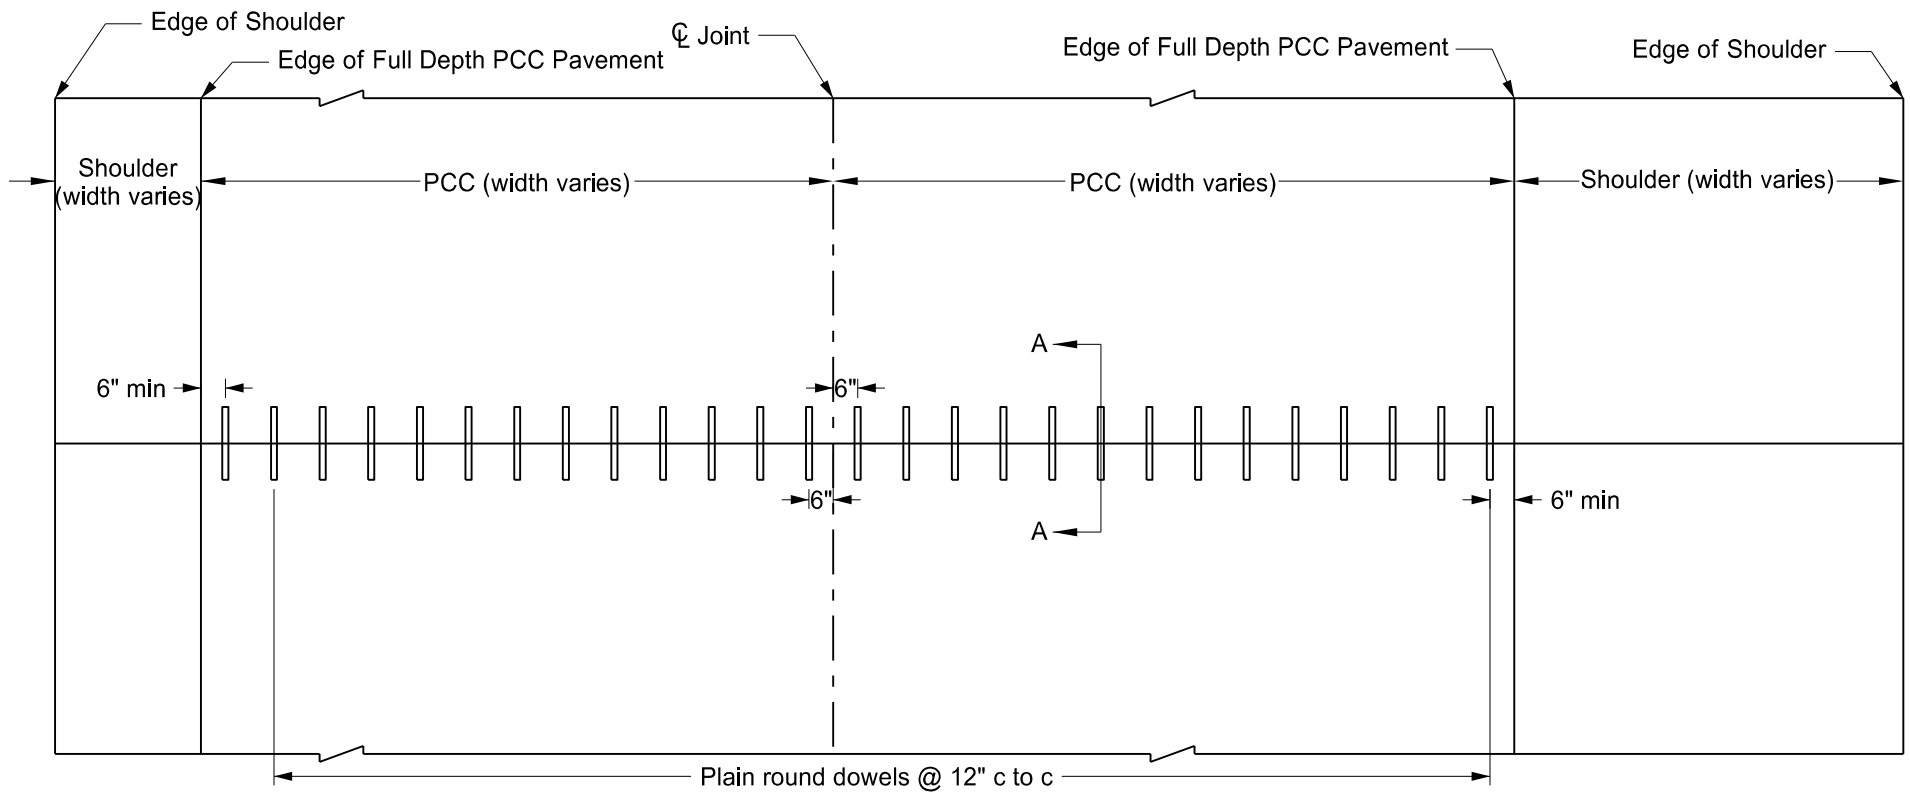 Edge of Shoulder
℄ Joint
Edge of Full Depth PCC Pavement
Edge of Full Depth PCC Pavement
Edge of Shoulder
Shoulder
(width varies)
PCC (width varies)
PCC (width varies)
Shoulder (width varies)
A
6" min
6"
6"
6" min
A
Plain round dowels @ 12" c to c